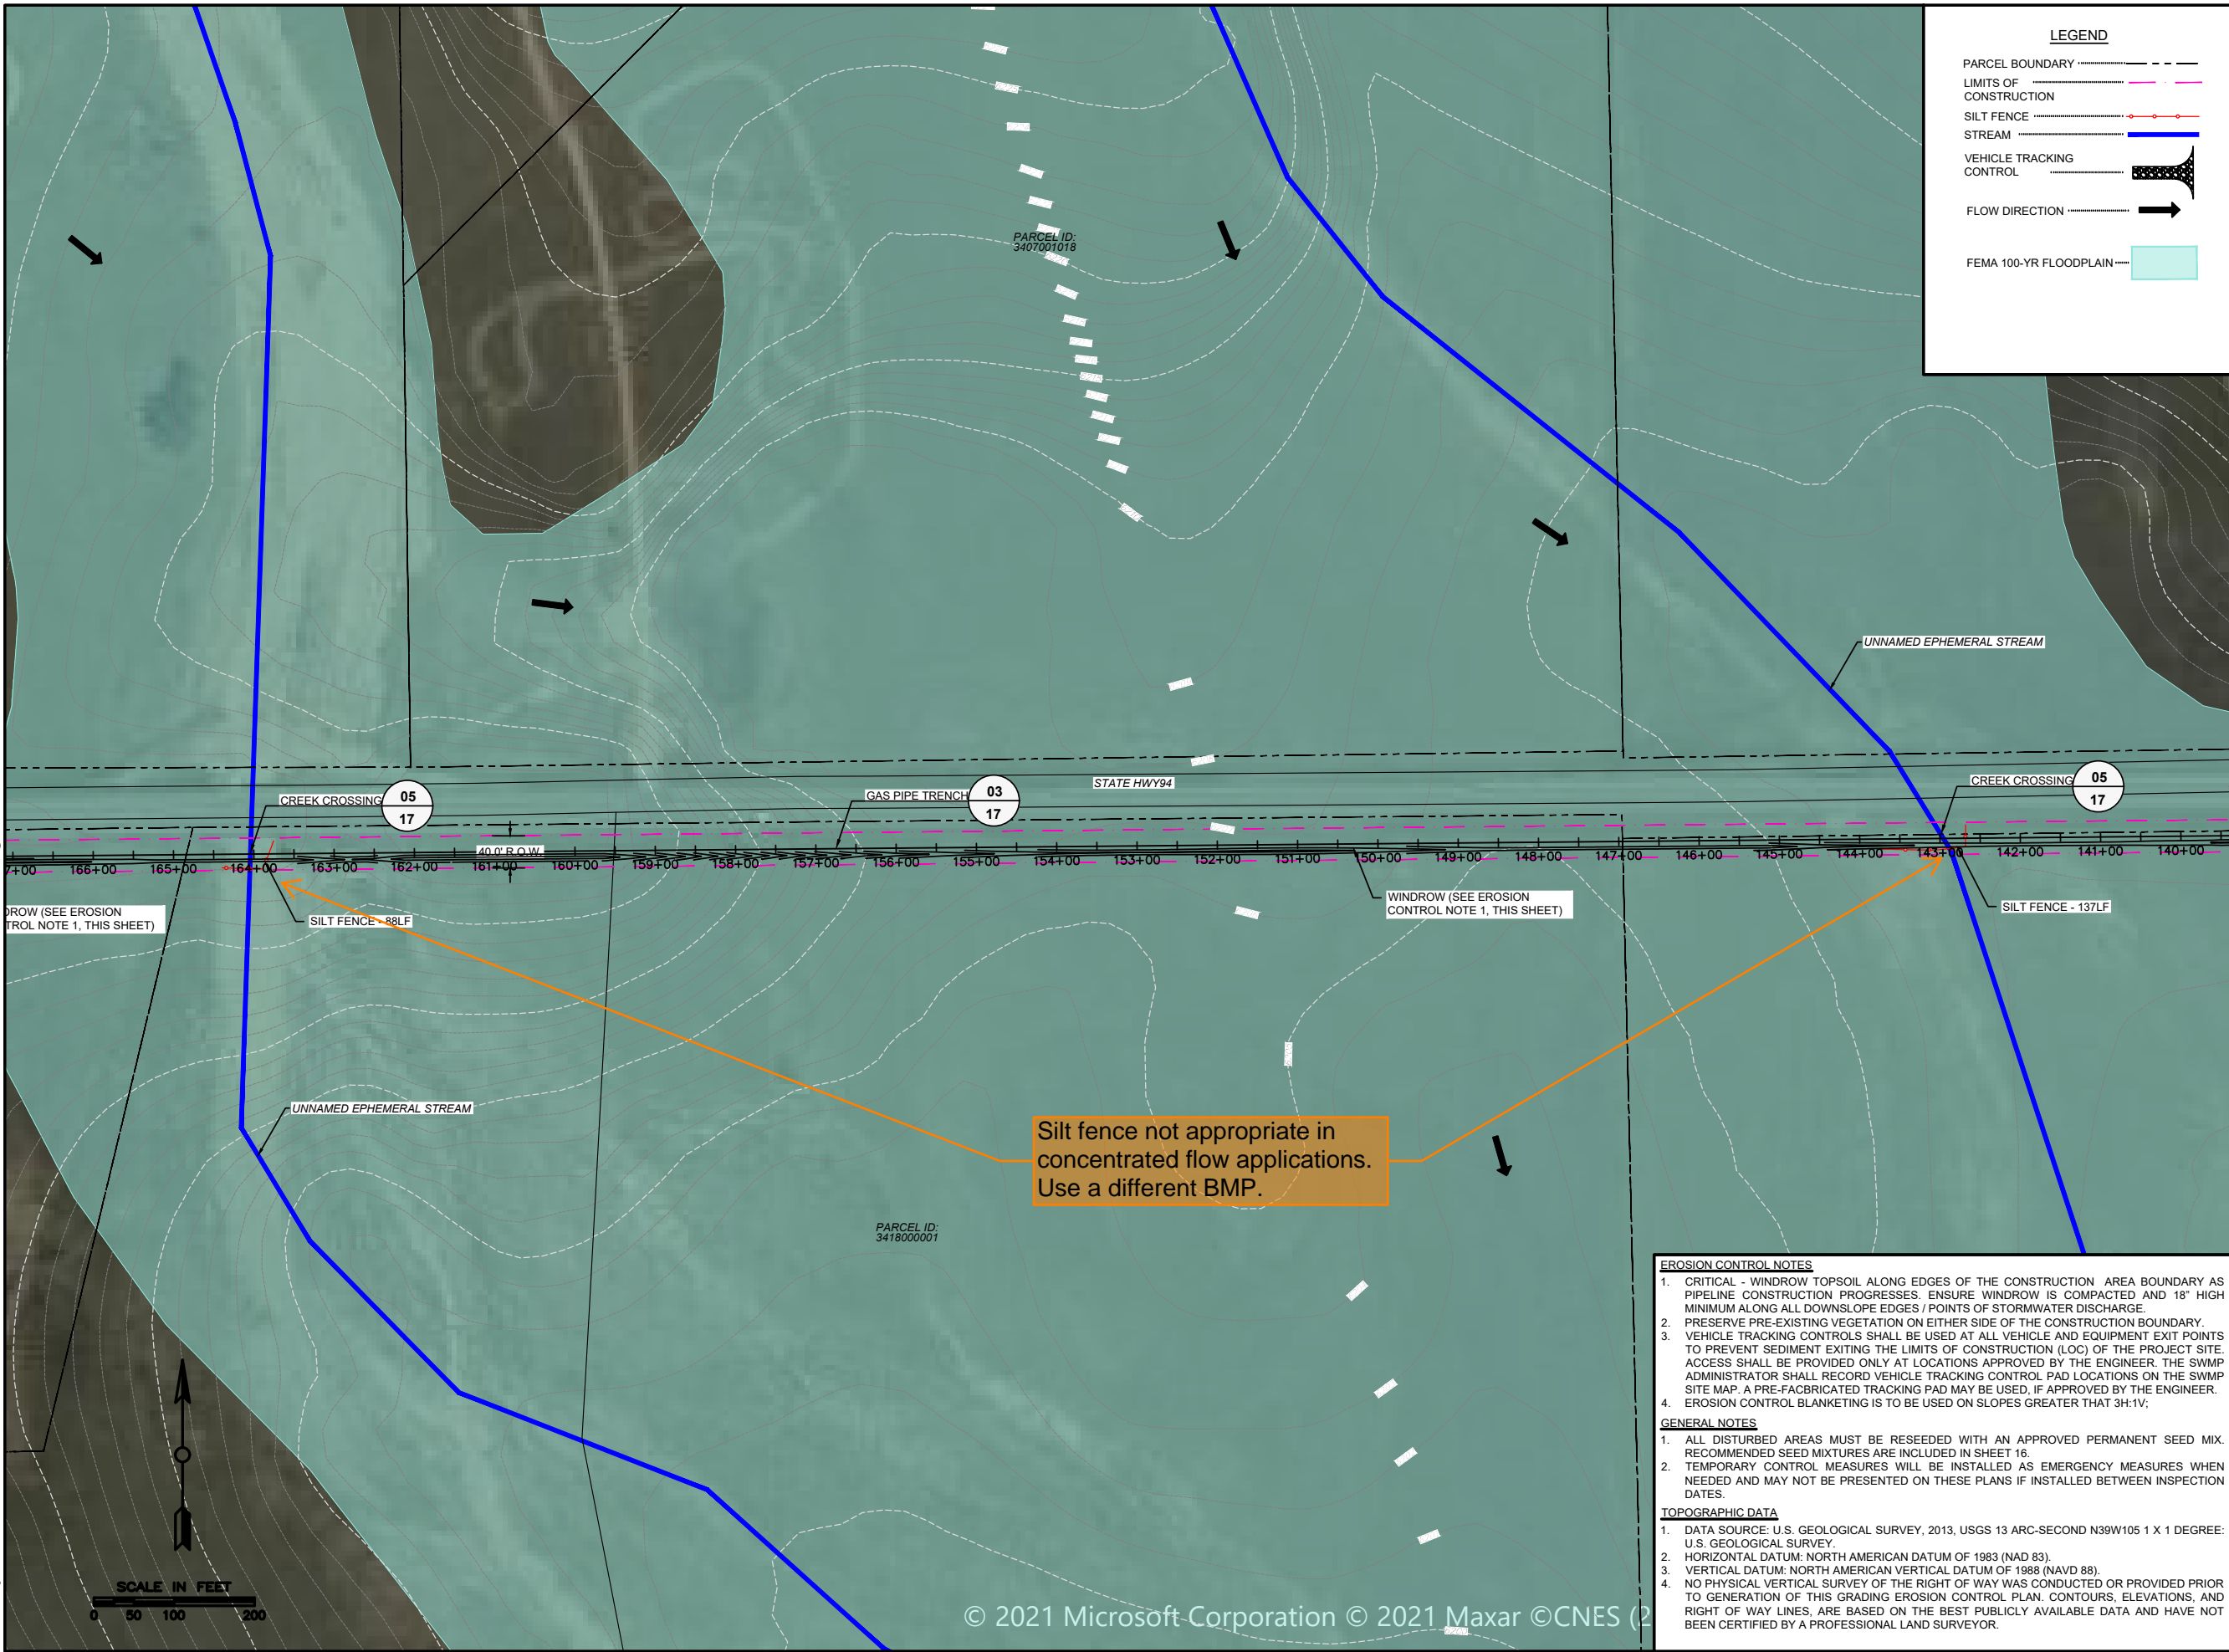 LEGEND
PARCEL BOUNDARY
LIMITS OF
CONSTRUCTION
SILT FENCE
STREAM
VEHICLE TRACKING
CONTROL
FLOW DIRECTION
FEMA 100-YR FLOODPLAIN
PARCEL ID:
3407001018
UNNAMED EPHEMERAL STREAM
STATE HWY94
CREEK CROSSING
05
17
GAS PIPE TRENCH
03
17
CREEK CROSSING
05
17
40.0' R.O.W.
7+00 166+00 165+00 164+00 163+00 162+00 161+00 160+00 159+00 158+00 157+00 156+00 155+00 154+00 153+00 152+00 151+00 150+00 149+00 148+00 147+00 146+00 145+00 144+00 143+00 142+00 141+00 140+00
DROW (SEE EROSION
TROL NOTE 1, THIS SHEET)
SILT FENCE - 88LF
WINDROW (SEE EROSION
CONTROL NOTE 1, THIS SHEET)
SILT FENCE - 137LF
UNNAMED EPHEMERAL STREAM
Silt fence not appropriate in
concentrated flow applications.
Use a different BMP.
PARCEL ID:
3418000001
EROSION CONTROL NOTES
1. CRITICAL - WINDROW TOPSOIL ALONG EDGES OF THE CONSTRUCTION AREA BOUNDARY AS
PIPELINE CONSTRUCTION PROGRESSES. ENSURE WINDROW IS COMPACTED AND 18" HIGH
MINIMUM ALONG ALL DOWNSLOPE EDGES / POINTS OF STORMWATER DISCHARGE.
2. PRESERVE PRE-EXISTING VEGETATION ON EITHER SIDE OF THE CONSTRUCTION BOUNDARY.
3. VEHICLE TRACKING CONTROLS SHALL BE USED AT ALL VEHICLE AND EQUIPMENT EXIT POINTS
TO PREVENT SEDIMENT EXITING THE LIMITS OF CONSTRUCTION (LOC) OF THE PROJECT SITE.
ACCESS SHALL BE PROVIDED ONLY AT LOCATIONS APPROVED BY THE ENGINEER. THE SWMP
ADMINISTRATOR SHALL RECORD VEHICLE TRACKING CONTROL PAD LOCATIONS ON THE SWMP
SITE MAP. A PRE-FACBRICATED TRACKING PAD MAY BE USED, IF APPROVED BY THE ENGINEER.
4. EROSION CONTROL BLANKETING IS TO BE USED ON SLOPES GREATER THAT 3H:1V;
GENERAL NOTES
1. ALL DISTURBED AREAS MUST BE RESEEDED WITH AN APPROVED PERMANENT SEED MIX.
RECOMMENDED SEED MIXTURES ARE INCLUDED IN SHEET 16.
2. TEMPORARY CONTROL MEASURES WILL BE INSTALLED AS EMERGENCY MEASURES WHEN
NEEDED AND MAY NOT BE PRESENTED ON THESE PLANS IF INSTALLED BETWEEN INSPECTION
DATES.
TOPOGRAPHIC DATA
1. DATA SOURCE: U.S. GEOLOGICAL SURVEY, 2013, USGS 13 ARC-SECOND N39W105 1 X 1 DEGREE:
U.S. GEOLOGICAL SURVEY.
2. HORIZONTAL DATUM: NORTH AMERICAN DATUM OF 1983 (NAD 83).
3. VERTICAL DATUM: NORTH AMERICAN VERTICAL DATUM OF 1988 (NAVD 88).
4. NO PHYSICAL VERTICAL SURVEY OF THE RIGHT OF WAY WAS CONDUCTED OR PROVIDED PRIOR
TO GENERATION OF THIS GRADING EROSION CONTROL PLAN. CONTOURS, ELEVATIONS, AND
RIGHT OF WAY LINES, ARE BASED ON THE BEST PUBLICLY AVAILABLE DATA AND HAVE NOT
BEEN CERTIFIED BY A PROFESSIONAL LAND SURVEYOR.
SCALE IN FEET
0 50 100 200
© 2021 Microsoft Corporation © 2021 Maxar ©CNES (2